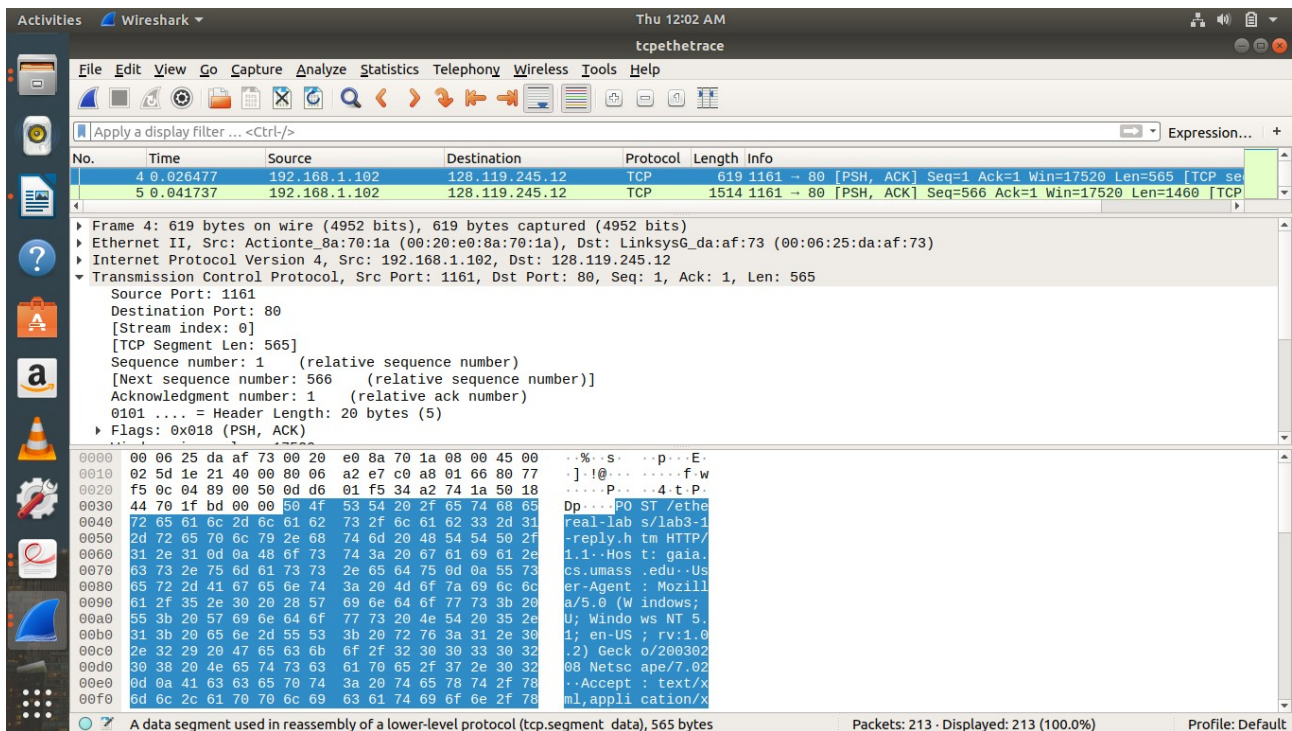 Activities Wireshark Thu 12:02 AM
tcpethetrace
File Edit View Go Capture Analyze Statistics Telephony Wireless Tools Help
Apply a display filter … <Ctrl-/> Expression… +
No. Time Source Destination Protocol Length Info
4 0.026477 192.168.1.102 128.119.245.12 TCP 619 1161 → 80 [PSH, ACK] Seq=1 Ack=1 Win=17520 Len=565 [TCP se
5 0.041737 192.168.1.102 128.119.245.12 TCP 1514 1161 → 80 [PSH, ACK] Seq=566 Ack=1 Win=17520 Len=1460 [TCP
Frame 4: 619 bytes on wire (4952 bits), 619 bytes captured (4952 bits)
Ethernet II, Src: Actionte_8a:70:1a (00:20:e0:8a:70:1a), Dst: LinksysG_da:af:73 (00:06:25:da:af:73)
Internet Protocol Version 4, Src: 192.168.1.102, Dst: 128.119.245.12
Transmission Control Protocol, Src Port: 1161, Dst Port: 80, Seq: 1, Ack: 1, Len: 565
Source Port: 1161
Destination Port: 80
[Stream index: 0]
[TCP Segment Len: 565]
Sequence number: 1 (relative sequence number)
[Next sequence number: 566 (relative sequence number)]
Acknowledgment number: 1 (relative ack number)
0101 .... = Header Length: 20 bytes (5)
Flags: 0x018 (PSH, ACK)
0000 00 06 25 da af 73 00 20 e0 8a 70 1a 08 00 45 00 ··%··s· ··p···E·
0010 02 5d 1e 21 40 00 80 06 a2 e7 c0 a8 01 66 80 77 ·]·!@··· ·····f·w
0020 f5 0c 04 89 00 50 0d d6 01 f5 34 a2 74 1a 50 18 ·····P·· ··4·t·P·
0030 44 70 1f bd 00 00 50 4f 53 54 20 2f 65 74 68 65 Dp····PO ST /ethe
0040 72 65 61 6c 2d 6c 61 62 73 2f 6c 61 62 33 2d 31 real-lab s/lab3-1
0050 2d 72 65 70 6c 79 2e 68 74 6d 20 48 54 54 50 2f -reply.h tm HTTP/
0060 31 2e 31 0d 0a 48 6f 73 74 3a 20 67 61 69 61 2e 1.1··Hos t: gaia.
0070 63 73 2e 75 6d 61 73 73 2e 65 64 75 0d 0a 55 73 cs.umass .edu··Us
0080 65 72 2d 41 67 65 6e 74 3a 20 4d 6f 7a 69 6c 6c er-Agent : Mozill
0090 61 2f 35 2e 30 20 28 57 69 6e 64 6f 77 73 3b 20 a/5.0 (W indows;
00a0 55 3b 20 57 69 6e 64 6f 77 73 20 4e 54 20 35 2e U; Windo ws NT 5.
00b0 31 3b 20 65 6e 2d 55 53 3b 20 72 76 3a 31 2e 30 1; en-US ; rv:1.0
00c0 2e 32 29 20 47 65 63 6b 6f 2f 32 30 30 33 30 32 .2) Geck o/200302
00d0 30 38 20 4e 65 74 73 63 61 70 65 2f 37 2e 30 32 08 Netsc ape/7.02
00e0 0d 0a 41 63 63 65 70 74 3a 20 74 65 78 74 2f 78 ··Accept : text/x
00f0 6d 6c 2c 61 70 70 6c 69 63 61 74 69 6f 6e 2f 78 ml,appli cation/x
A data segment used in reassembly of a lower-level protocol (tcp.segment_data), 565 bytes Packets: 213 · Displayed: 213 (100.0%) Profile: Default